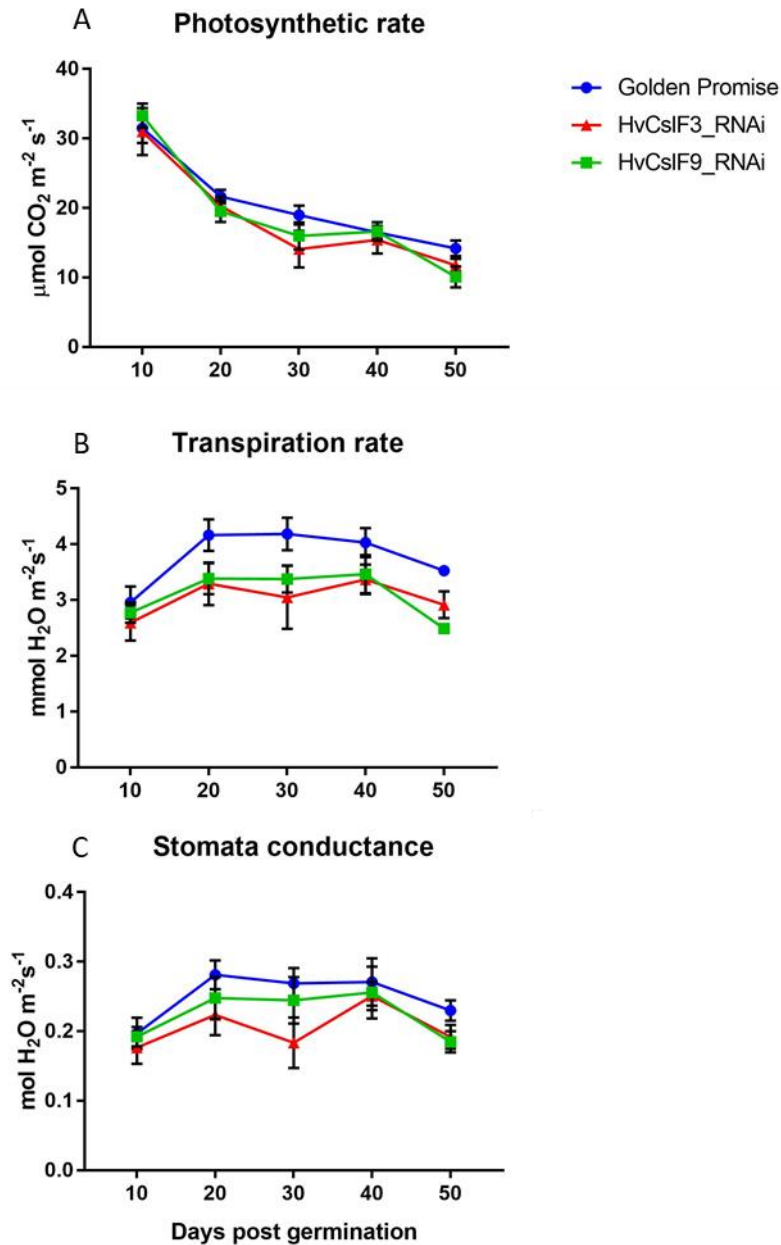 A
Photosynthetic rate
40
30
20
10
0
μmol CO₂ m⁻² s⁻¹
10 20 30 40 50
Golden Promise
HvCslF3_RNAi
HvCslF9_RNAi
B
Transpiration rate
5
4
3
2
1
0
mmol H₂O m⁻²s⁻¹
10 20 30 40 50
C
Stomata conductance
0.4
0.3
0.2
0.1
0.0
mol H₂O m⁻²s⁻¹
10 20 30 40 50
Days post germination